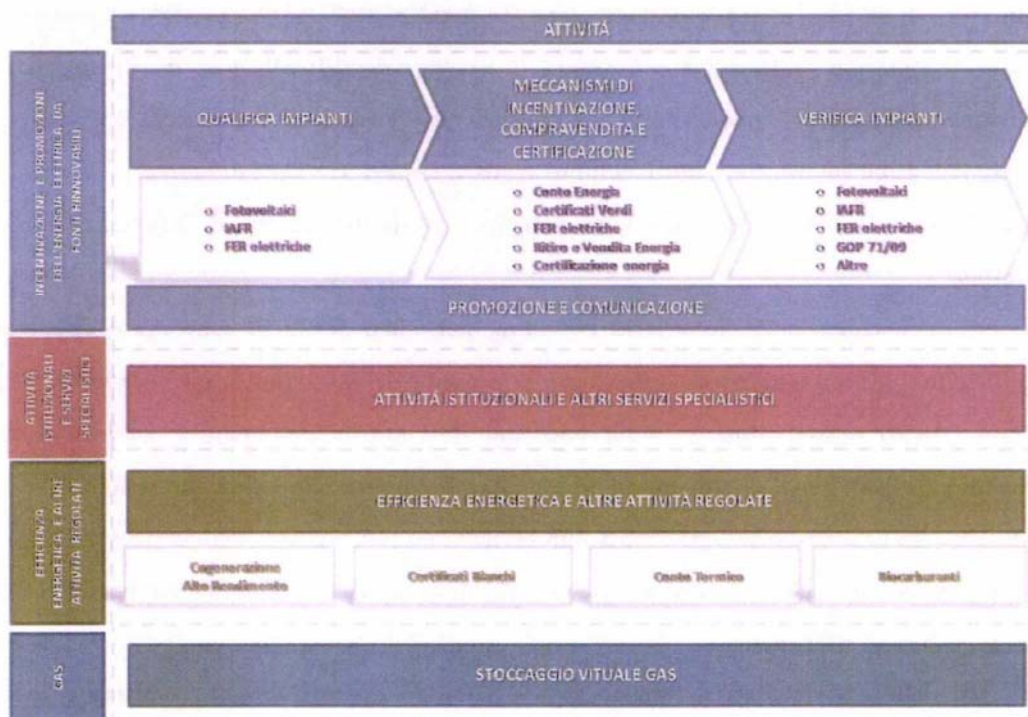 ATTIVITÁ
INCENTIVAZIONE E PROMOZIONE
DELL'ENERGIA ELETTRICA DA
FONTI RINNOVABILI
QUALIFICA IMPIANTI
MECCANISMI DI
INCENTIVAZIONE,
COMPRAVENDITA E
CERTIFICAZIONE
VERIFICA IMPIANTI
o Fotovoltaici
o IAFR
o FER elettriche
o Conto Energia
o Certificati Verdi
o FER elettriche
o Ritiro e Vendita Energia
o Certificazione energia
o Fotovoltaici
o IAFR
o FER elettriche
o GOP 71/09
o Altre
PROMOZIONE E COMUNICAZIONE
ATTIVITÁ
ISTITUZIONALI
E SERVIZI
SPECIALISTICI
ATTIVITÁ ISTITUZIONALI E ALTRI SERVIZI SPECIALISTICI
EFFICIENZA
ENERGETICA E ALTRE
ATTIVITÀ REGOLATE
EFFICIENZA ENERGETICA E ALTRE ATTIVITÀ REGOLATE
Cogenerazione
Alto Rendimento
Certificati Bianchi
Conto Termico
Biocarburanti
GAS
STOCCAGGIO VITUALE GAS